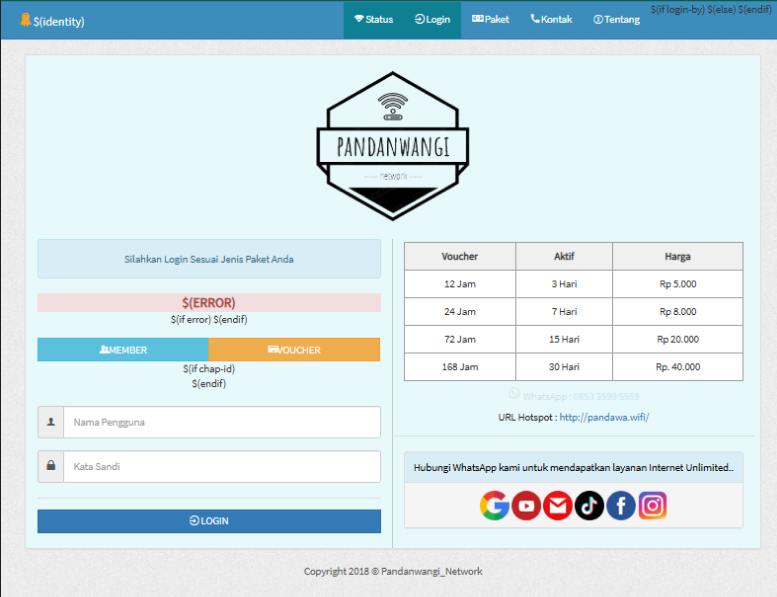 $(identity)
Status Login Paket Kontak Tentang
$(if login-by) $(else) $(endif)
PANDANWANGI
network
Silahkan Login Sesuai Jenis Paket Anda
$(ERROR)
$(if error) $(endif)
MEMBER VOUCHER
$(if chap-id)
$(endif)
Nama Pengguna
Kata Sandi
LOGIN
Voucher Aktif Harga
12 Jam 3 Hari Rp 5.000
24 Jam 7 Hari Rp 8.000
72 Jam 15 Hari Rp 20.000
168 Jam 30 Hari Rp. 40.000
WhatsApp : 0853 3599 5959
URL Hotspot : http://pandawa.wifi/
Hubungi WhatsApp kami untuk mendapatkan layanan Internet Unlimited..
Copyright 2018 © Pandanwangi_Network